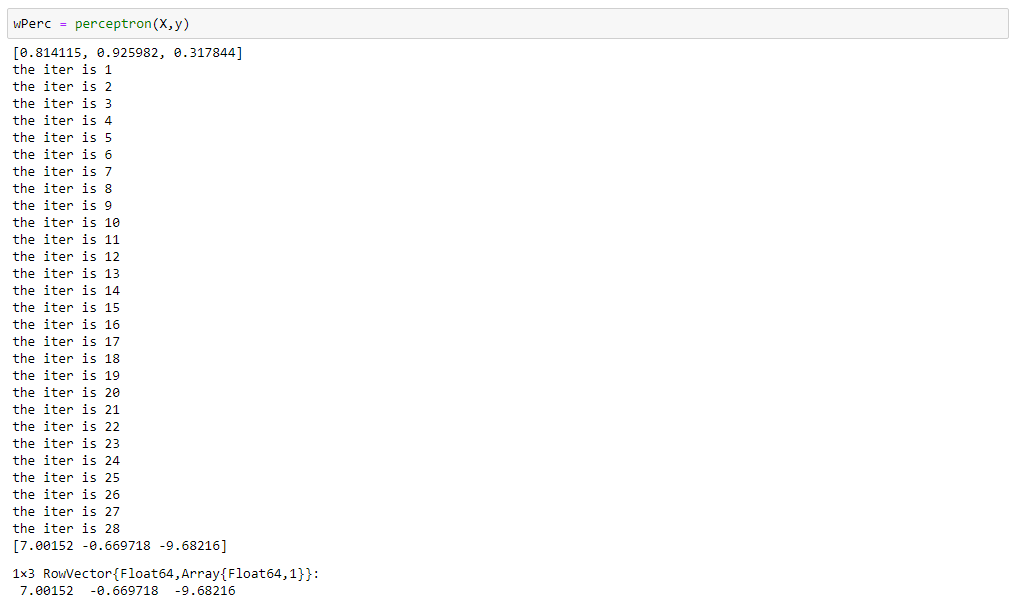 wPerc = perceptron(X,y)
[0.814115, 0.925982, 0.317844]
the iter is 1
the iter is 2
the iter is 3
the iter is 4
the iter is 5
the iter is 6
the iter is 7
the iter is 8
the iter is 9
the iter is 10
the iter is 11
the iter is 12
the iter is 13
the iter is 14
the iter is 15
the iter is 16
the iter is 17
the iter is 18
the iter is 19
the iter is 20
the iter is 21
the iter is 22
the iter is 23
the iter is 24
the iter is 25
the iter is 26
the iter is 27
the iter is 28
[7.00152 -0.669718 -9.68216]
1×3 RowVector{Float64,Array{Float64,1}}:
7.00152  -0.669718  -9.68216